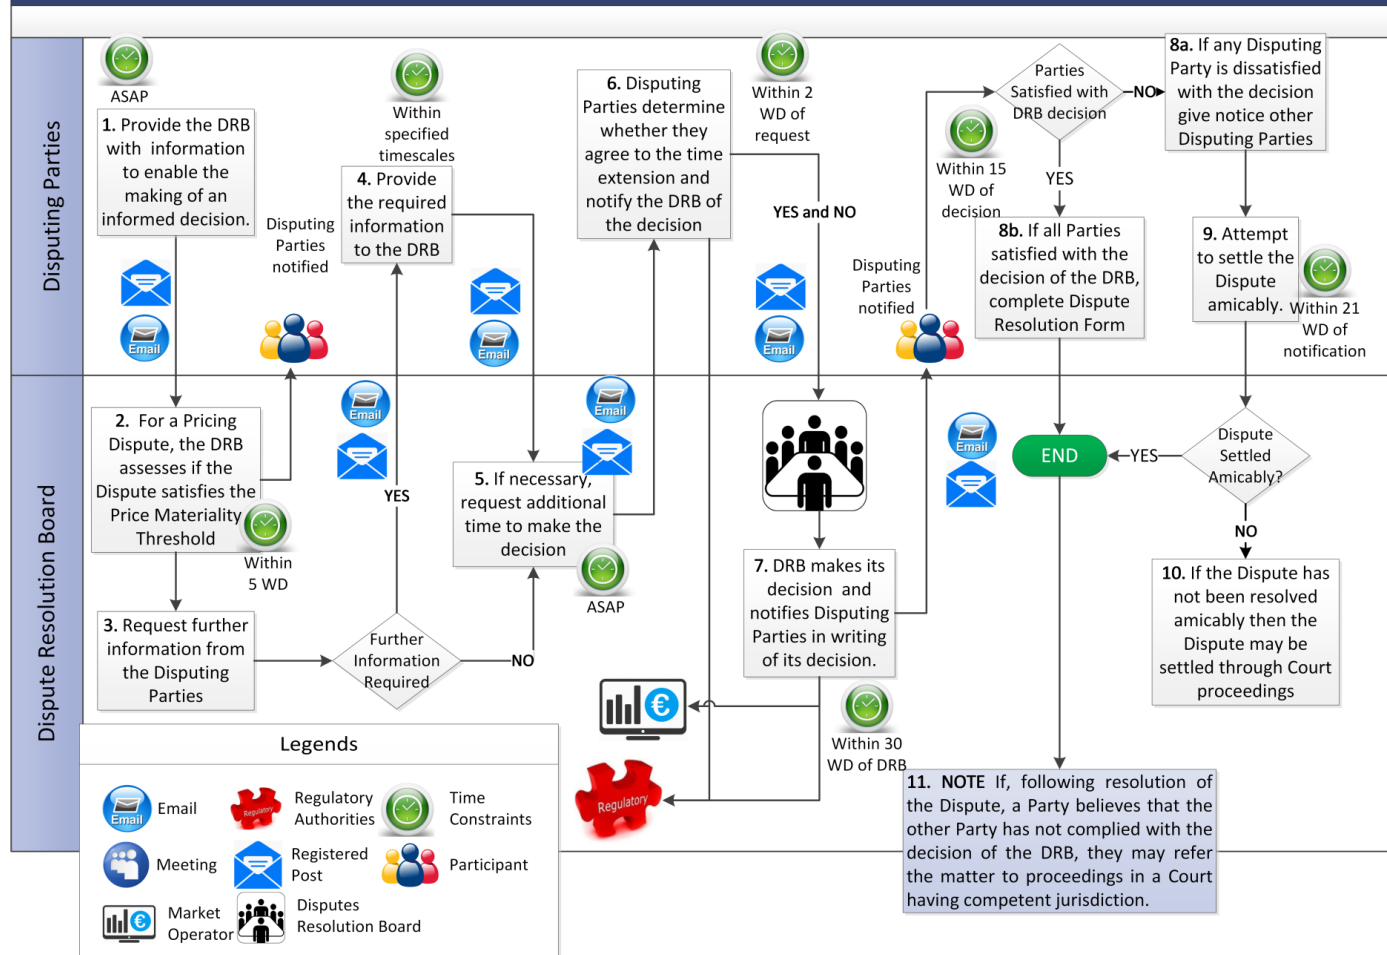 Disputing Parties
ASAP
1. Provide the DRB
with information
to enable the
making of an
informed decision.
Disputing
Parties
notified
Within
specified
timescales
4. Provide
the required
information
to the DRB
6. Disputing
Parties determine
whether they
agree to the time
extension and
notify the DRB of
the decision
Within 2
WD of
request
YES and NO
Disputing
Parties
notified
Parties
Satisfied with
DRB decision
NO
Within 15
WD of
decision
YES
8a. If any Disputing
Party is dissatisfied
with the decision
give notice other
Disputing Parties
8b. If all Parties
satisfied with the
decision of the DRB,
complete Dispute
Resolution Form
9. Attempt
to settle the
Dispute
amicably.
Within 21
WD of
notification
Email
Email
Email
Dispute Resolution Board
2. For a Pricing
Dispute, the DRB
assesses if the
Dispute satisfies the
Price Materiality
Threshold
Within
5 WD
3. Request further
information from
the Disputing
Parties
Email
YES
Further
Information
Required
NO
Email
5. If necessary,
request additional
time to make the
decision
ASAP
7. DRB makes its
decision and
notifies Disputing
Parties in writing
of its decision.
Within 30
WD of DRB
Regulatory
Email
END
YES
Dispute
Settled
Amicably?
NO
10. If the Dispute has
not been resolved
amicably then the
Dispute may be
settled through Court
proceedings
11. NOTE If, following resolution of
the Dispute, a Party believes that the
other Party has not complied with the
decision of the DRB, they may refer
the matter to proceedings in a Court
having competent jurisdiction.
Legends
Email
Email
Regulatory
Regulatory
Authorities
Time
Constraints
Meeting
Registered
Post
Participant
Market
Operator
Disputes
Resolution Board